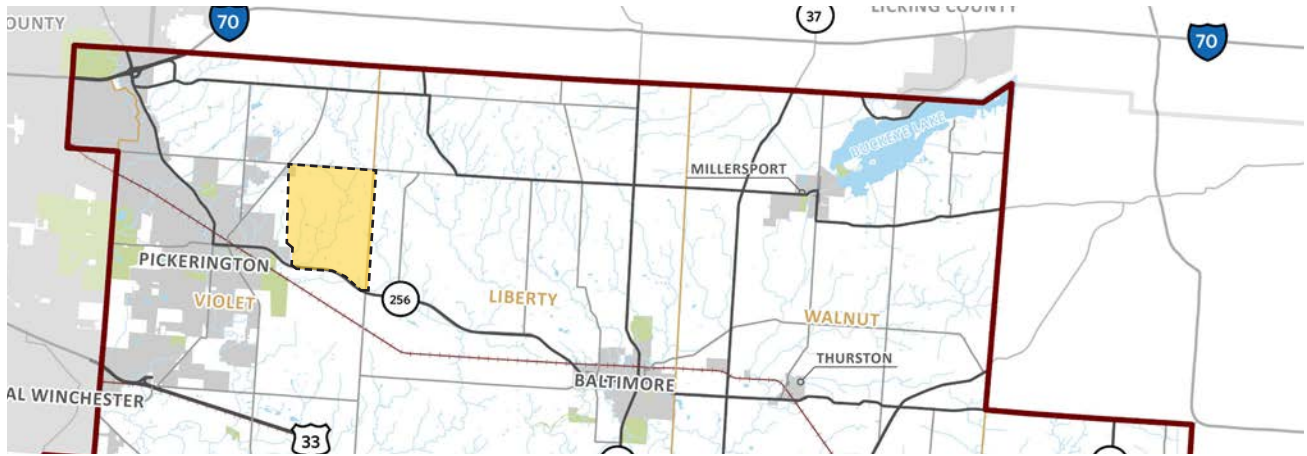 OUNTY
70
37
LICKING COUNTY
70
BUCKEYE LAKE
MILLERSPORT
PICKERINGTON
VIOLET
256
LIBERTY
WALNUT
THURSTON
BALTIMORE
AL WINCHESTER
33